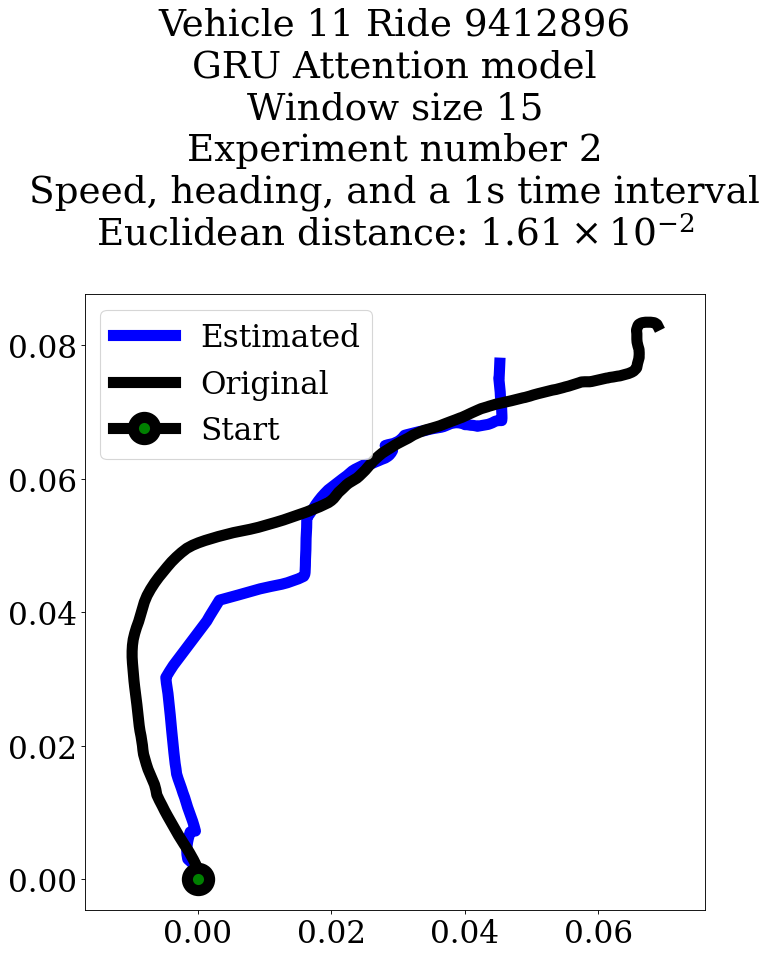 Vehicle 11 Ride 9412896
GRU Attention model
Window size 15
Experiment number 2
Speed, heading, and a 1s time interval
Euclidean distance: 1.61 × 10⁻²
Estimated
Original
Start
0.08
0.06
0.04
0.02
0.00
0.00 0.02 0.04 0.06